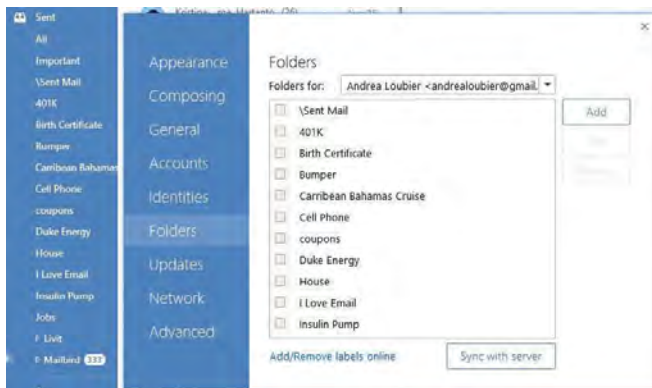 Sent
All
Important
\Sent Mail
401K
Birth Certificate
Bumper
Carribean Bahamas
Cell Phone
coupons
Duke Energy
House
I Love Email
Insulin Pump
Jobs
Livit
Mailbird 333
Appearance
Composing
General
Accounts
Identities
Folders
Updates
Network
Advanced
Folders
Folders for: Andrea Loubier <andrealoubier@gmail.
\Sent Mail
401K
Birth Certificate
Bumper
Carribean Bahamas Cruise
Cell Phone
coupons
Duke Energy
House
I Love Email
Insulin Pump
Add
Add/Remove labels online
Sync with server